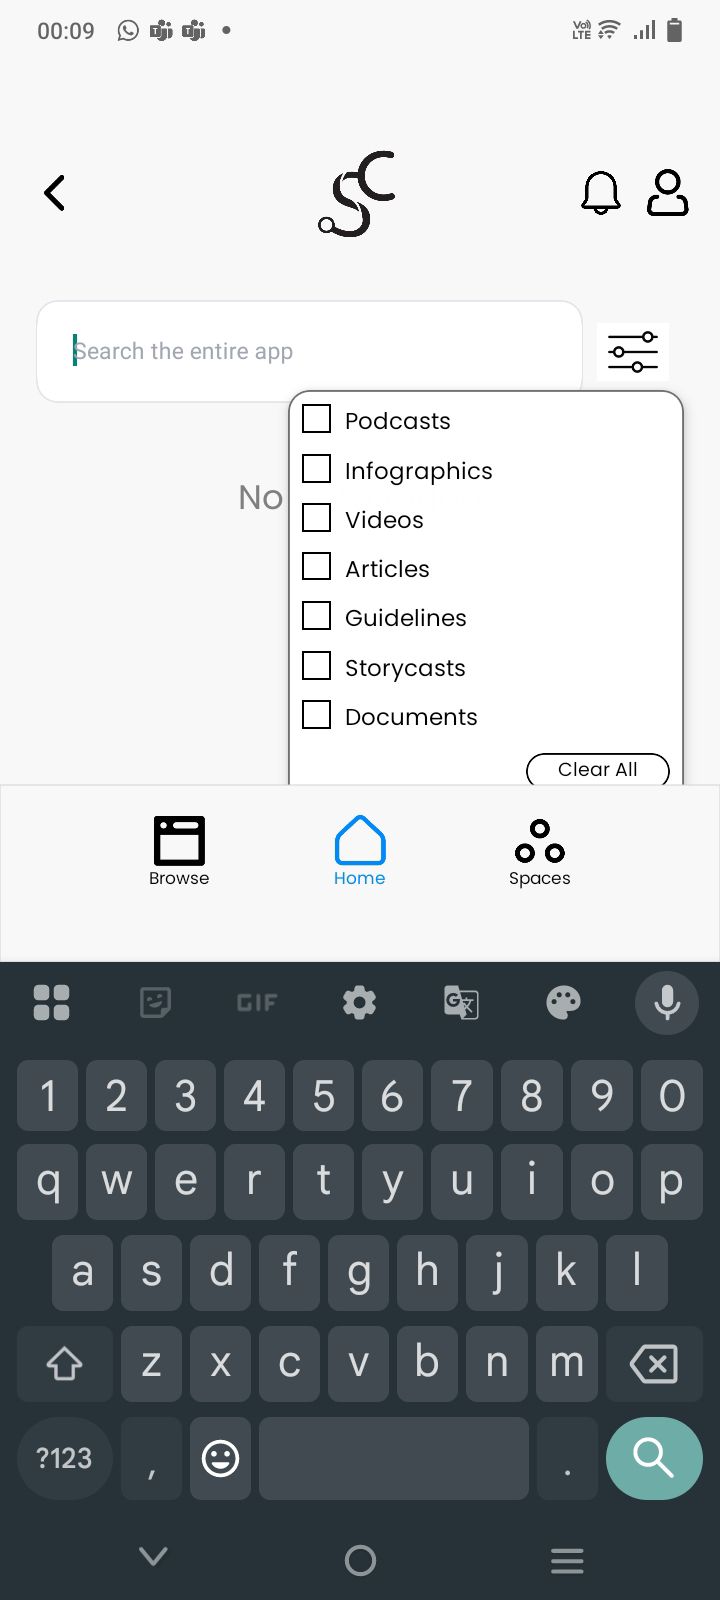 00:09 Vo) LTE
SC
Search the entire app
Podcasts
No
Infographics
Videos
Articles
Guidelines
Storycasts
Documents
Clear All
Browse Home Spaces
GIF G
1 2 3 4 5 6 7 8 9 0
q w e r t y u i o p
a s d f g h j k l
z x c v b n m
?123 , .